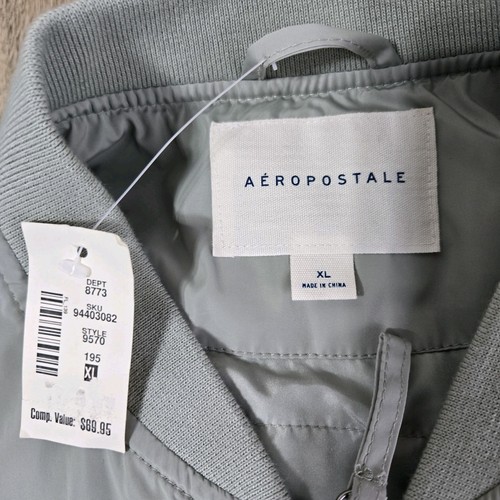 AÉROPOSTALE
XL
MADE IN CHINA
DEPT
8773
SKU
94403082
STYLE
9570
195
XL
Comp. Value: $69.95